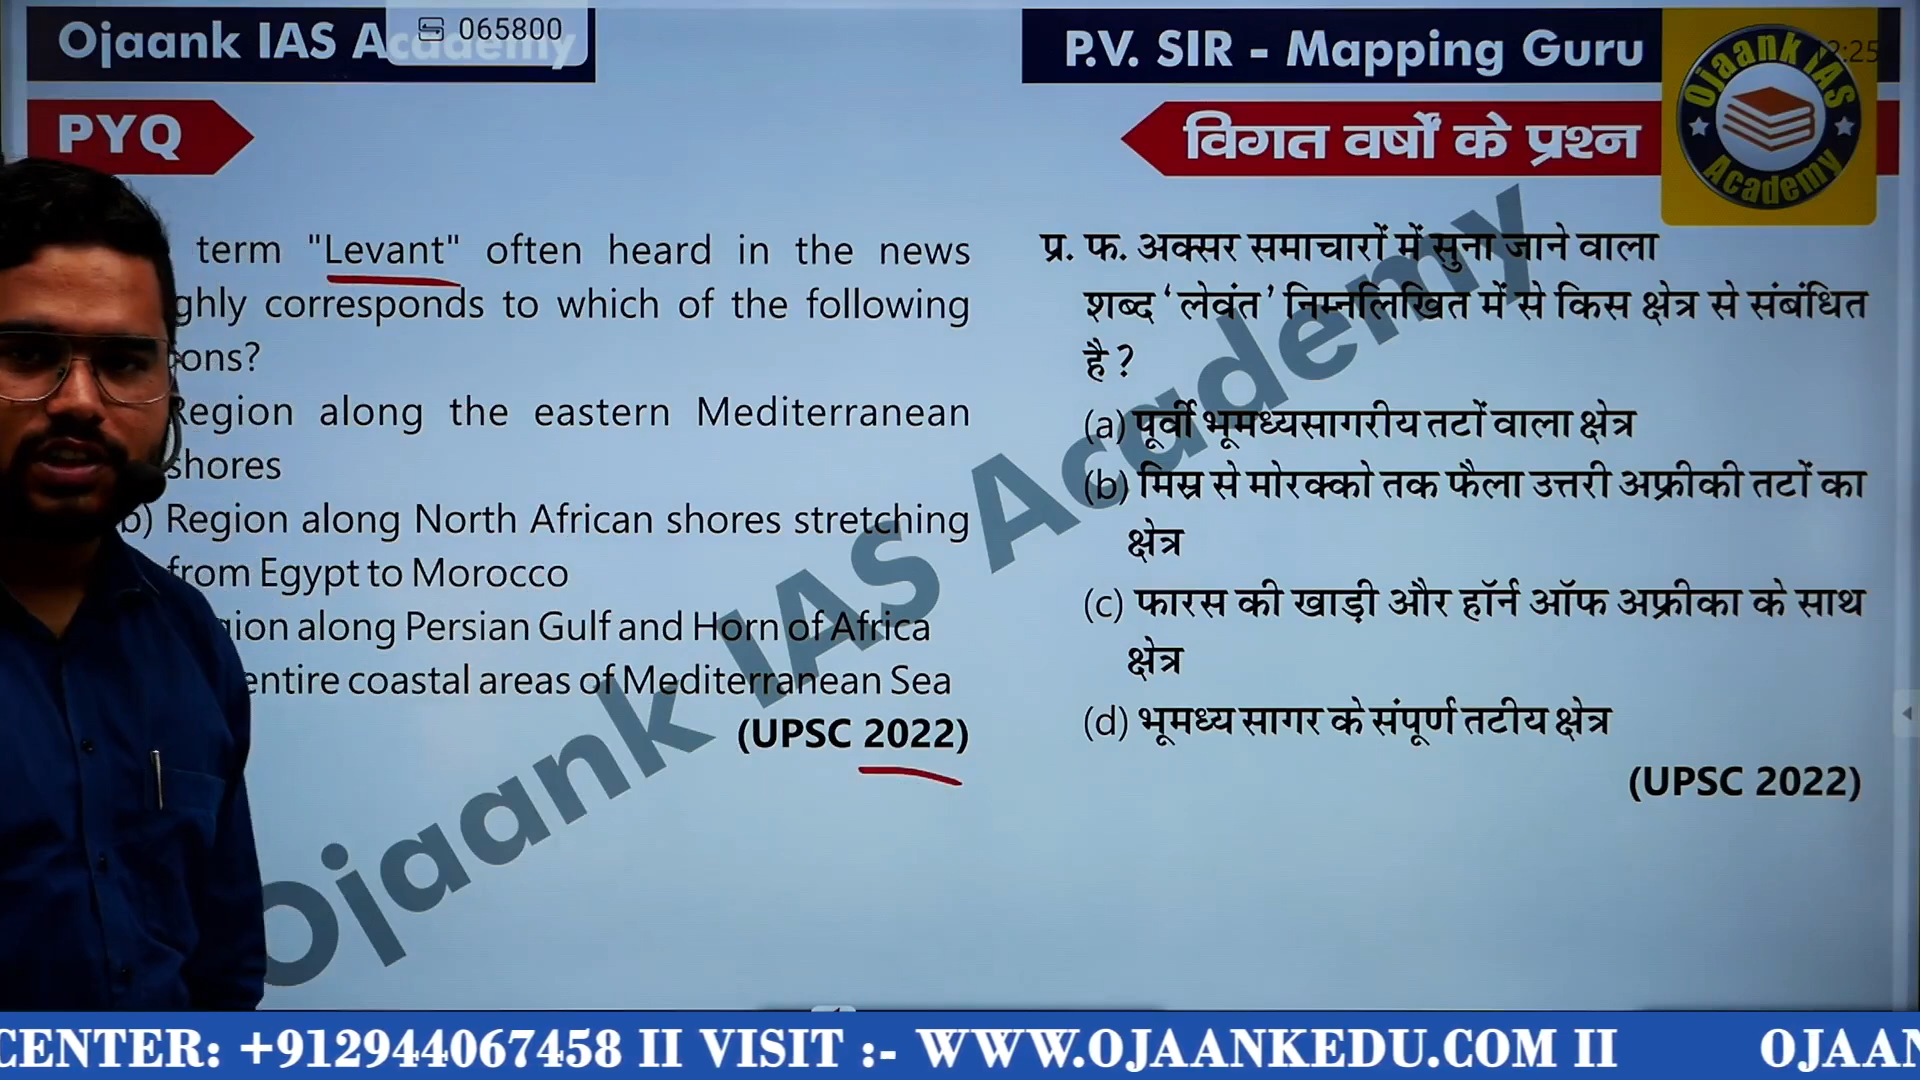 Ojaank IAS Academy
065800
P.V. SIR - Mapping Guru
:25
Ojaank IAS
Academy
PYQ
विगत वर्षों के प्रश्न
term "Levant" often heard in the news
ghly corresponds to which of the following
ons?
Region along the eastern Mediterranean
shores
b) Region along North African shores stretching
from Egypt to Morocco
gion along Persian Gulf and Horn of Africa
entire coastal areas of Mediterranean Sea
(UPSC 2022)
प्र. फ. अक्सर समाचारों में सुना जाने वाला
शब्द ‘लेवंत’ निम्नलिखित में से किस क्षेत्र से संबंधित
है ?
(a) पूर्वी भूमध्यसागरीय तटों वाला क्षेत्र
(b) मिस्र से मोरक्को तक फैला उत्तरी अफ्रीकी तटों का
क्षेत्र
(c) फारस की खाड़ी और हॉर्न ऑफ अफ्रीका के साथ
क्षेत्र
(d) भूमध्य सागर के संपूर्ण तटीय क्षेत्र
(UPSC 2022)
Ojaank IAS Academy
CENTER: +912944067458 II VISIT :- WWW.OJAANKEDU.COM II OJAAN